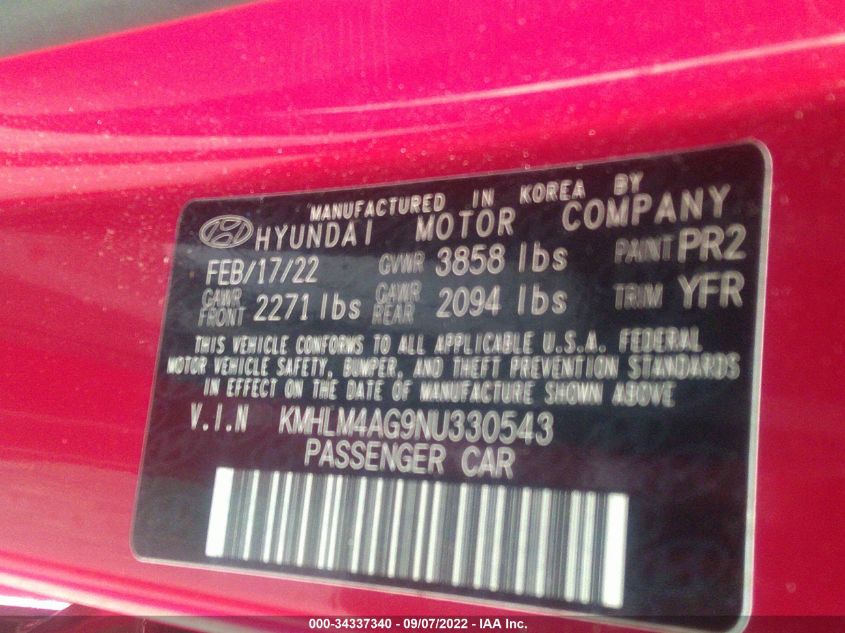 MANUFACTURED IN KOREA BY
HYUNDAI MOTOR COMPANY
FEB/17/22 GVWR 3858 lbs PAINT PR2
GAWR FRONT 2271 lbs GAWR REAR 2094 lbs TRIM YFR
THIS VEHICLE CONFORMS TO ALL APPLICABLE U.S.A. FEDERAL
MOTOR VEHICLE SAFETY, BUMPER, AND THEFT PREVENTION STANDARDS
IN EFFECT ON THE DATE OF MANUFACTURE SHOWN ABOVE
V.I.N KMHLM4AG9NU330543
PASSENGER CAR
000-34337340 - 09/07/2022 - IAA Inc.